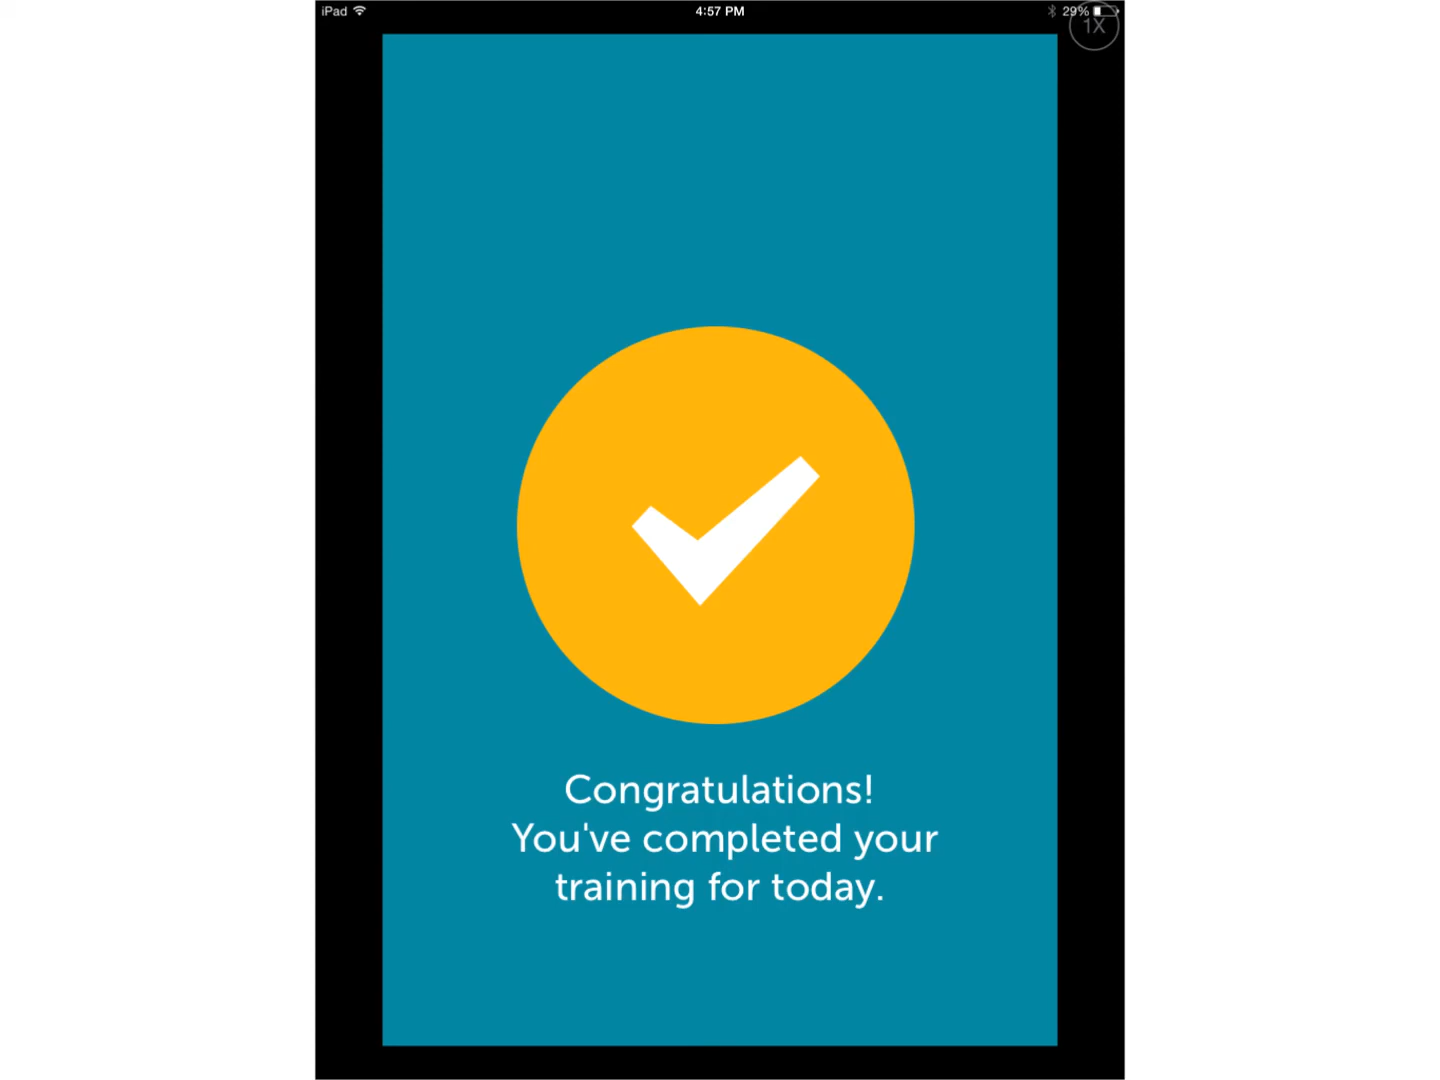 iPad 4:57 PM 29%
1X
Congratulations!
You've completed your
training for today.